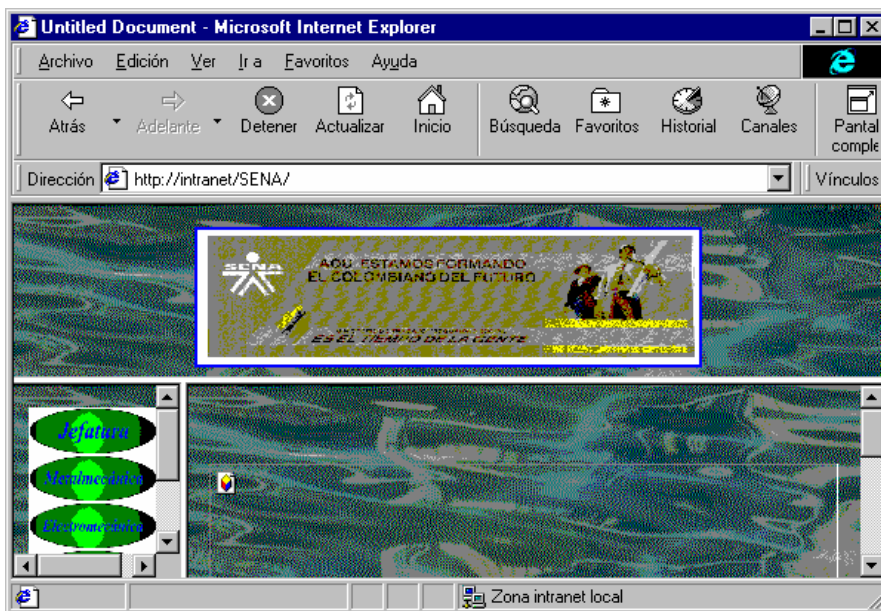 Untitled Document - Microsoft Internet Explorer
Archivo Edición Ver Ir a Favoritos Ayuda
Atrás Adelante Detener Actualizar Inicio Búsqueda Favoritos Historial Canales Pantal
comple
Dirección http://intranet/SENA/ Vínculos
SENA
AQUÍ ESTAMOS FORMANDO
EL COLOMBIANO DEL FUTURO
ES EL TIEMPO DE LA GENTE
Jefatura
Metalmecánica
Electromecánica
Zona intranet local